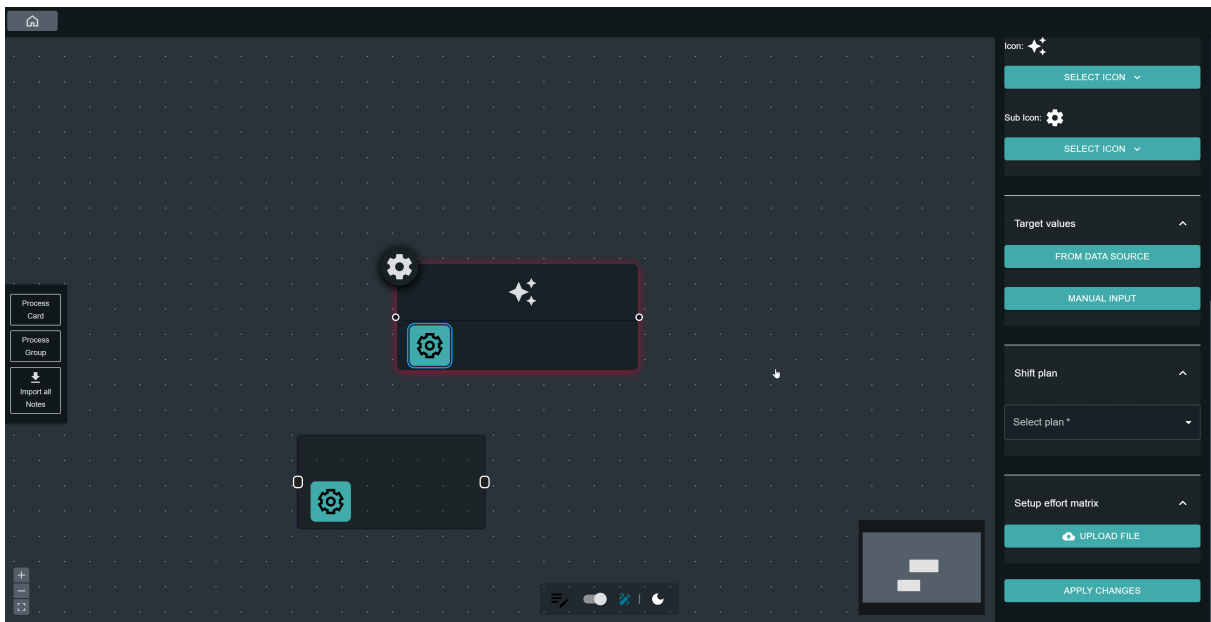 Icon:
SELECT ICON
Sub Icon:
SELECT ICON
Target values
FROM DATA SOURCE
MANUAL INPUT
Process
Card
Process
Group
Import all
Notes
Shift plan
Select plan *
Setup effort matrix
UPLOAD FILE
APPLY CHANGES